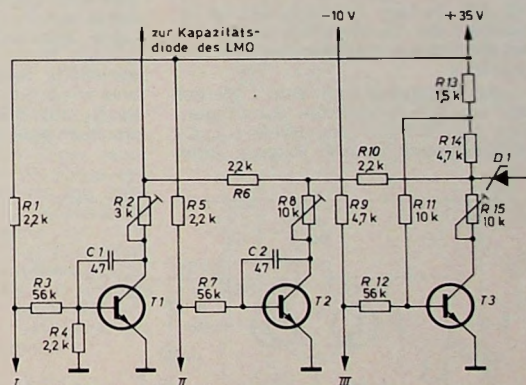 zur Kapazitäts-
diode des LMO
-10 V
+35 V
R13
1,5 k
R14
4,7 k
D1
R10
2,2 k
2,2 k
R6
R1
2,2 k
R2
3 k
R5
2,2 k
R8
10 k
R9
4,7 k
R11
10 k
R15
10 k
C1
47
C2
47
R3
56 k
T1
R7
56 k
T2
R12
56 k
T3
R4
2,2 k
I
II
III